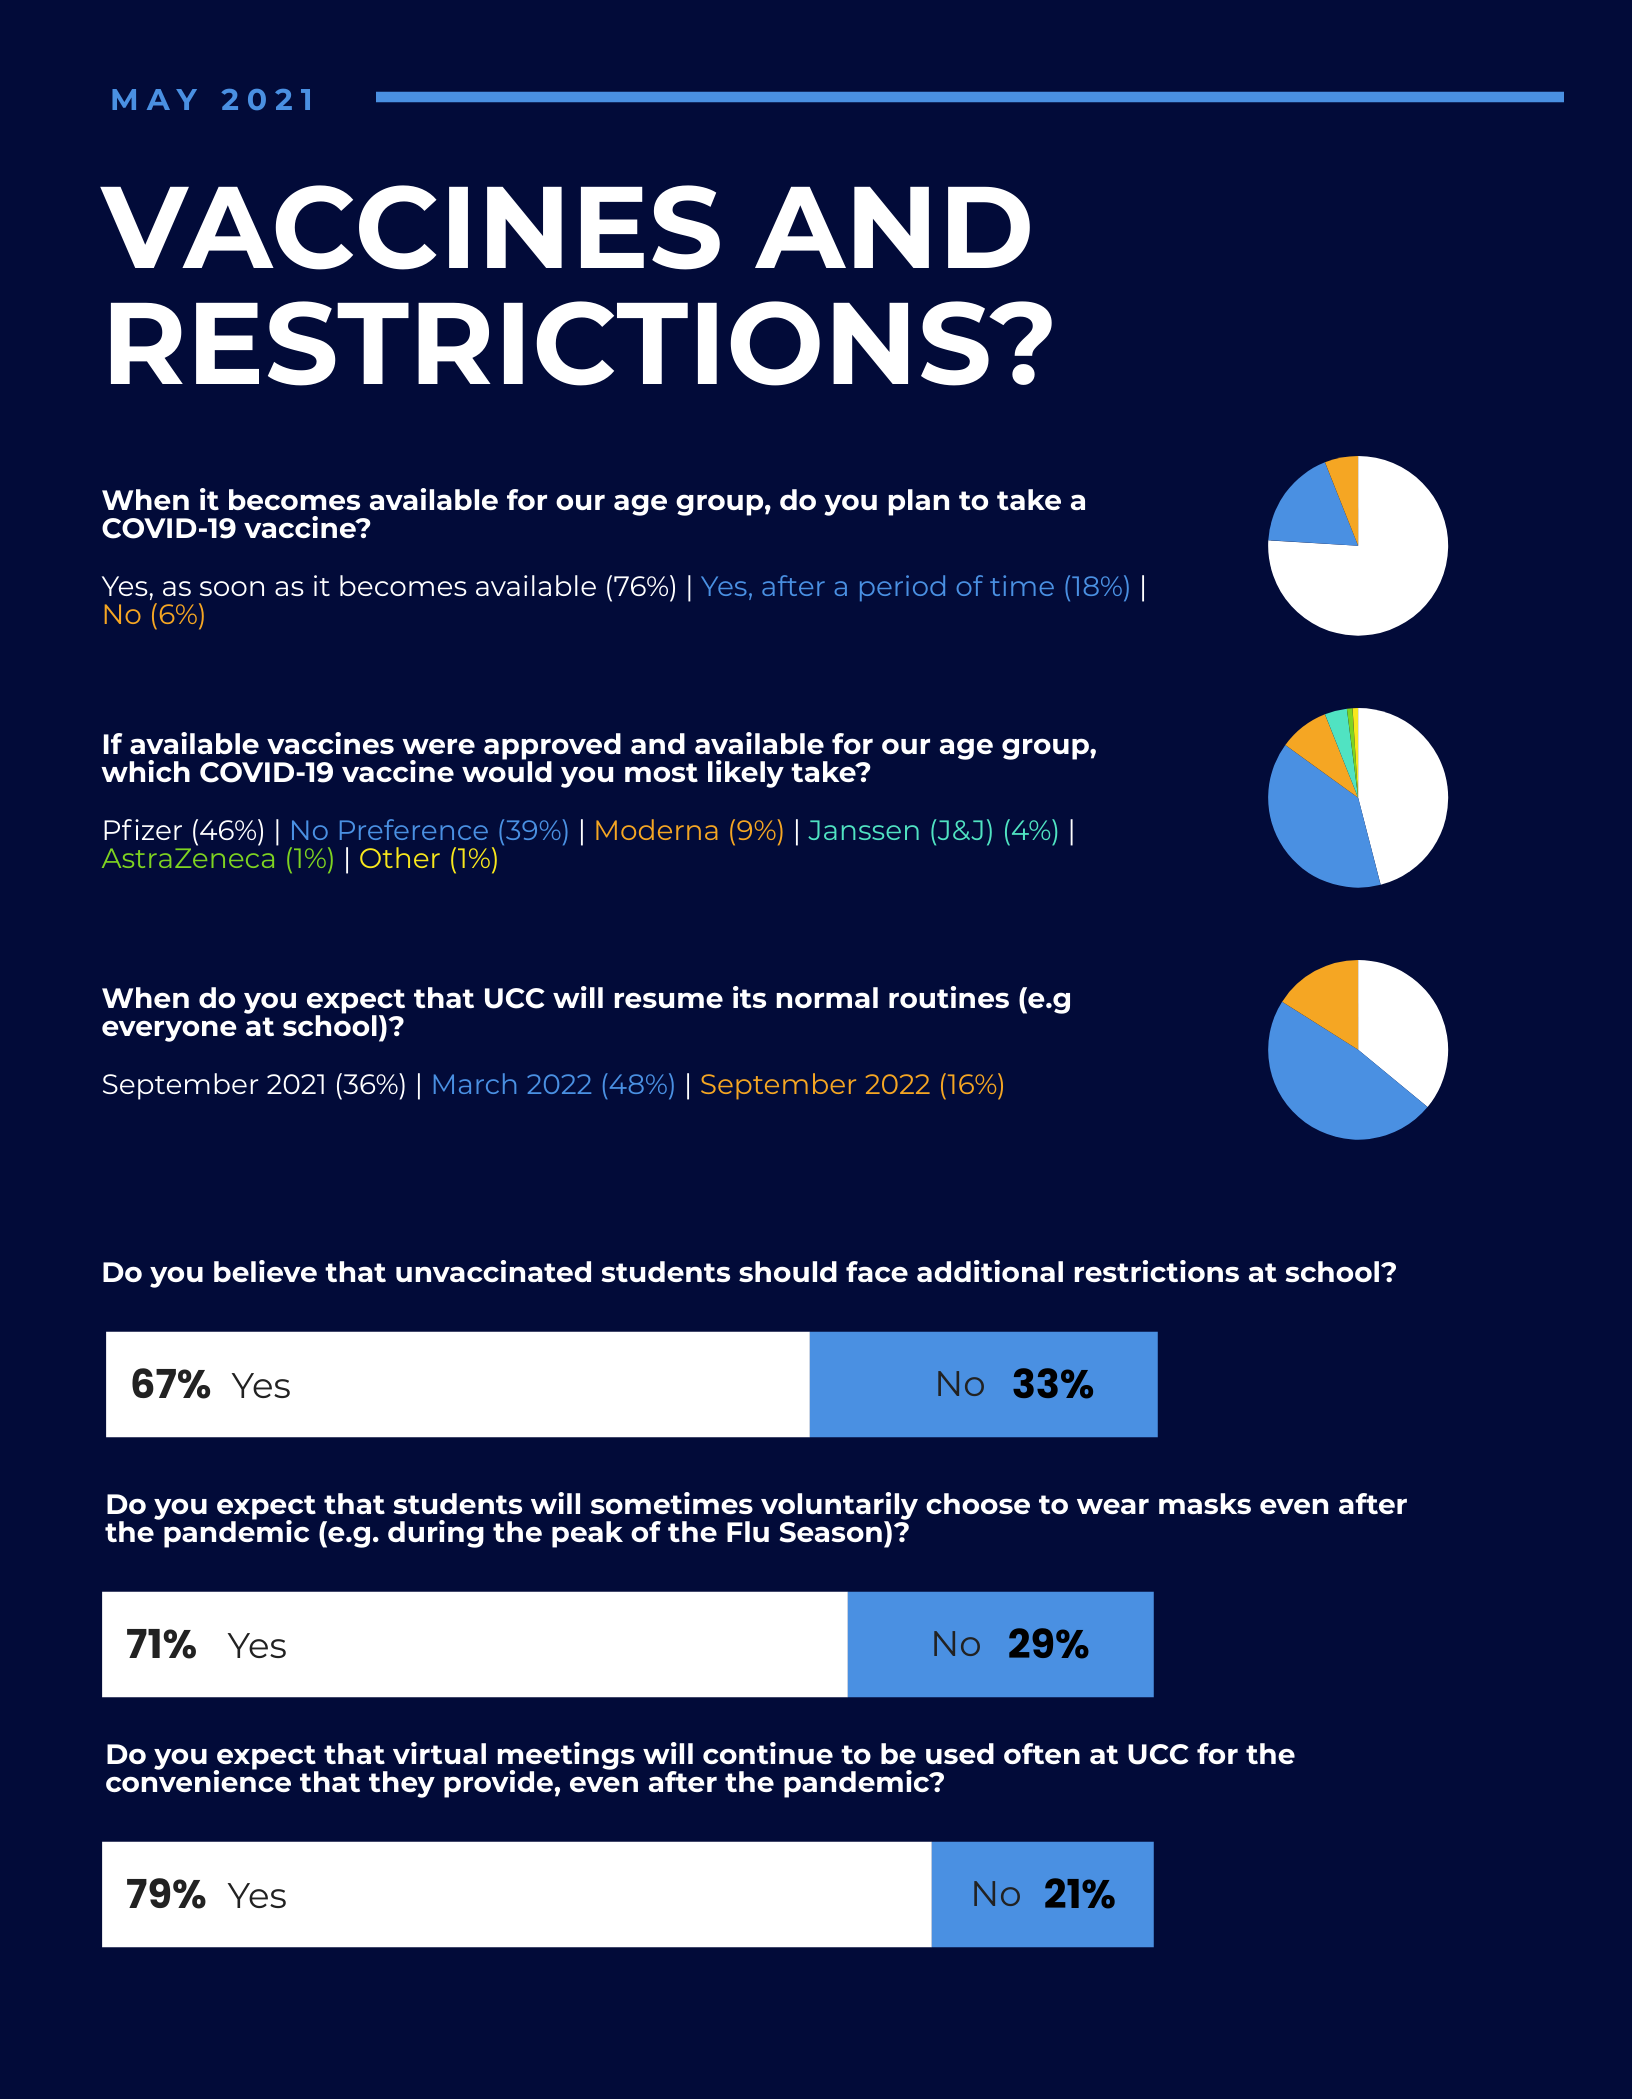 MAY 2021
VACCINES AND
RESTRICTIONS?
When it becomes available for our age group, do you plan to take a
COVID-19 vaccine?
Yes, as soon as it becomes available (76%) | Yes, after a period of time (18%) |
No (6%)
If available vaccines were approved and available for our age group,
which COVID-19 vaccine would you most likely take?
Pfizer (46%) | No Preference (39%) | Moderna (9%) | Janssen (J&J) (4%) |
AstraZeneca (1%) | Other (1%)
When do you expect that UCC will resume its normal routines (e.g
everyone at school)?
September 2021 (36%) | March 2022 (48%) | September 2022 (16%)
Do you believe that unvaccinated students should face additional restrictions at school?
67% Yes No 33%
Do you expect that students will sometimes voluntarily choose to wear masks even after
the pandemic (e.g. during the peak of the Flu Season)?
71% Yes No 29%
Do you expect that virtual meetings will continue to be used often at UCC for the
convenience that they provide, even after the pandemic?
79% Yes No 21%